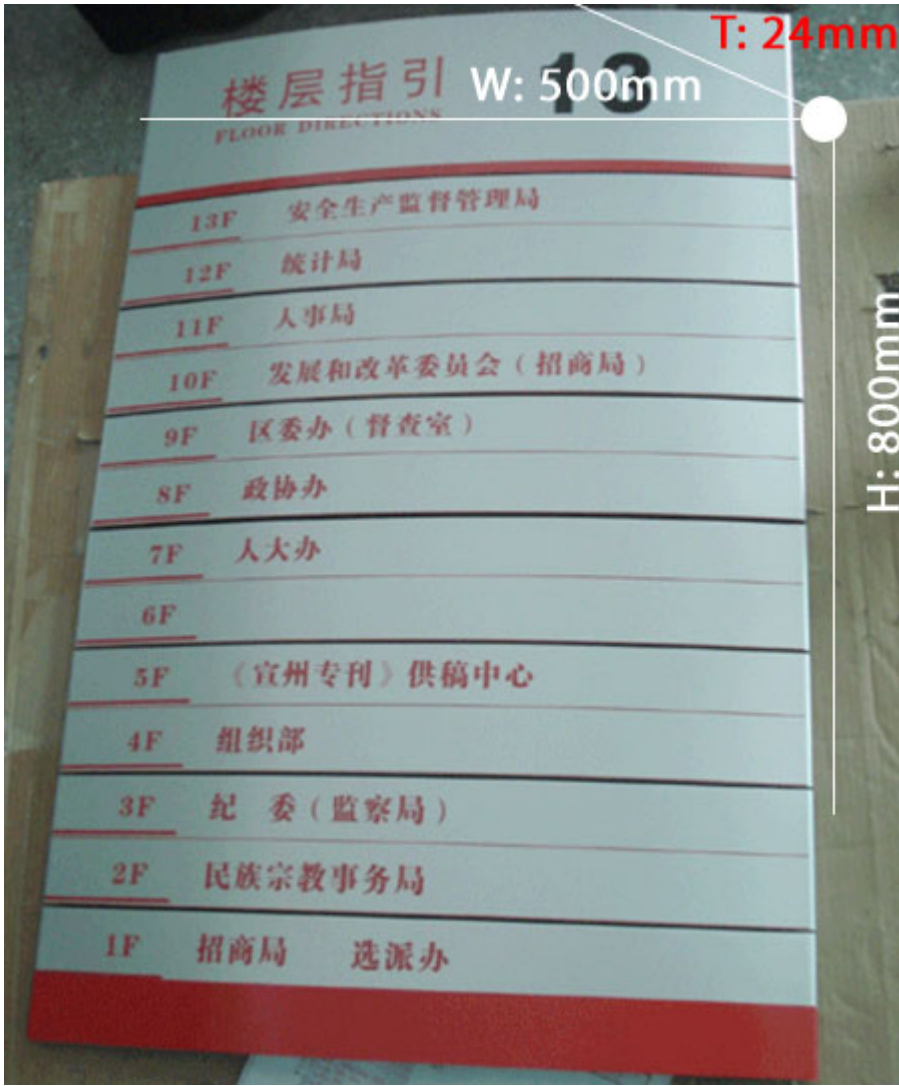 T: 24mm
楼层指引 13
FLOOR DIRECTIONS
W: 500mm
H: 800mm
13F 安全生产监督管理局
12F 统计局
11F 人事局
10F 发展和改革委员会（招商局）
9F 区委办（督查室）
8F 政协办
7F 人大办
6F
5F 《宣州专刊》供稿中心
4F 组织部
3F 纪 委（监察局）
2F 民族宗教事务局
1F 招商局 选派办